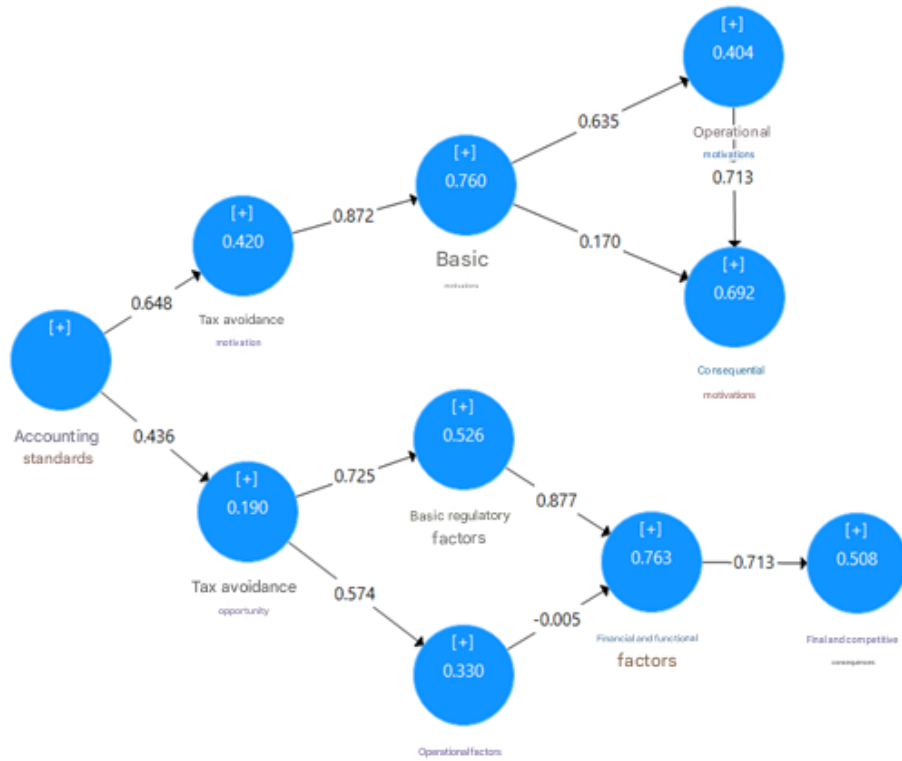 [+]
0.404
0.635
Operational
motivations
0.713
[+]
0.760
0.872
Basic
motivations
0.170
[+]
0.692
Consequential
motivations
[+]
0.420
0.648
Tax avoidance
motivation
[+]
Accounting
standards
0.436
[+]
0.190
Tax avoidance
opportunity
0.725
[+]
0.526
Basic regulatory
factors
0.877
0.574
[+]
0.330
Operational factors
-0.005
[+]
0.763
Financial and functional
factors
0.713
[+]
0.508
Final and competitive
consequences